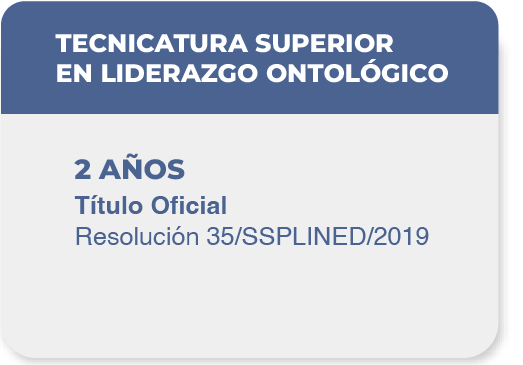 TECNICATURA SUPERIOR
EN LIDERAZGO ONTOLÓGICO
2 AÑOS
Título Oficial
Resolución 35/SSPLINED/2019